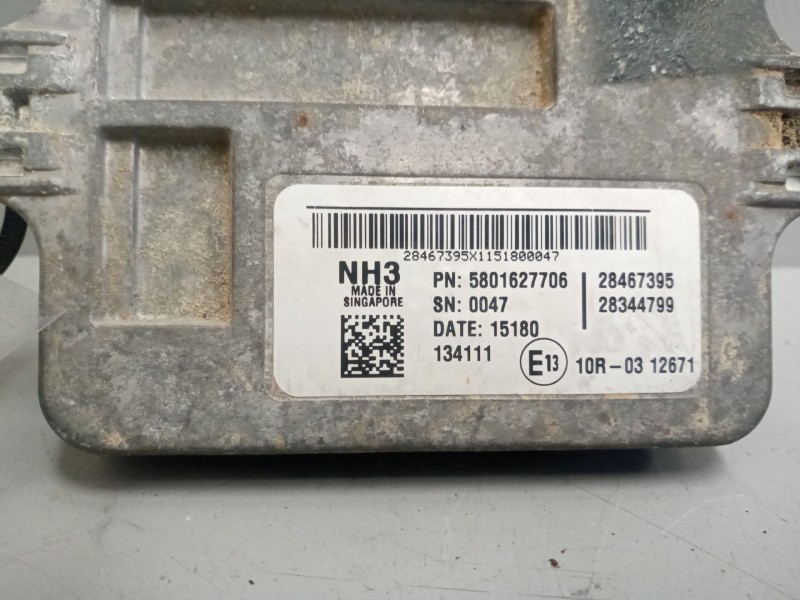 28467395X1151800047
NH3
MADE IN
SINGAPORE
PN: 5801627706
SN: 0047
DATE: 15180
134111
28467395
28344799
E13
10R-03 12671